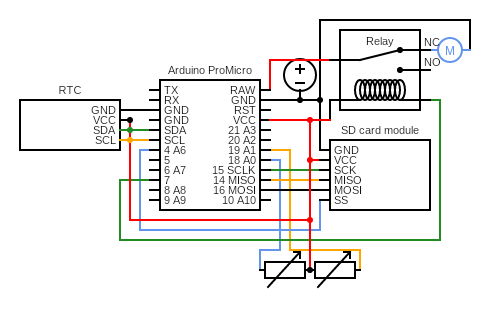 Relay
NC
M
NO
Arduino ProMicro
RTC
GND
VCC
SDA
SCL
TX
RX
GND
GND
SDA
SCL
4 A6
5
6 A7
7
8 A8
9 A9
RAW
GND
RST
VCC
21 A3
20 A2
19 A1
18 A0
15 SCLK
14 MISO
16 MOSI
10 A10
SD card module
GND
VCC
SCK
MISO
MOSI
SS